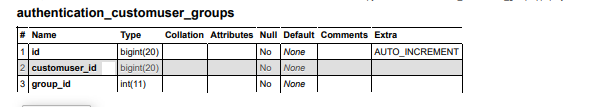 authentication_customuser_groups
# Name Type Collation Attributes Null Default Comments Extra
1 id bigint(20) No None AUTO_INCREMENT
2 customuser_id bigint(20) No None
3 group_id int(11) No None